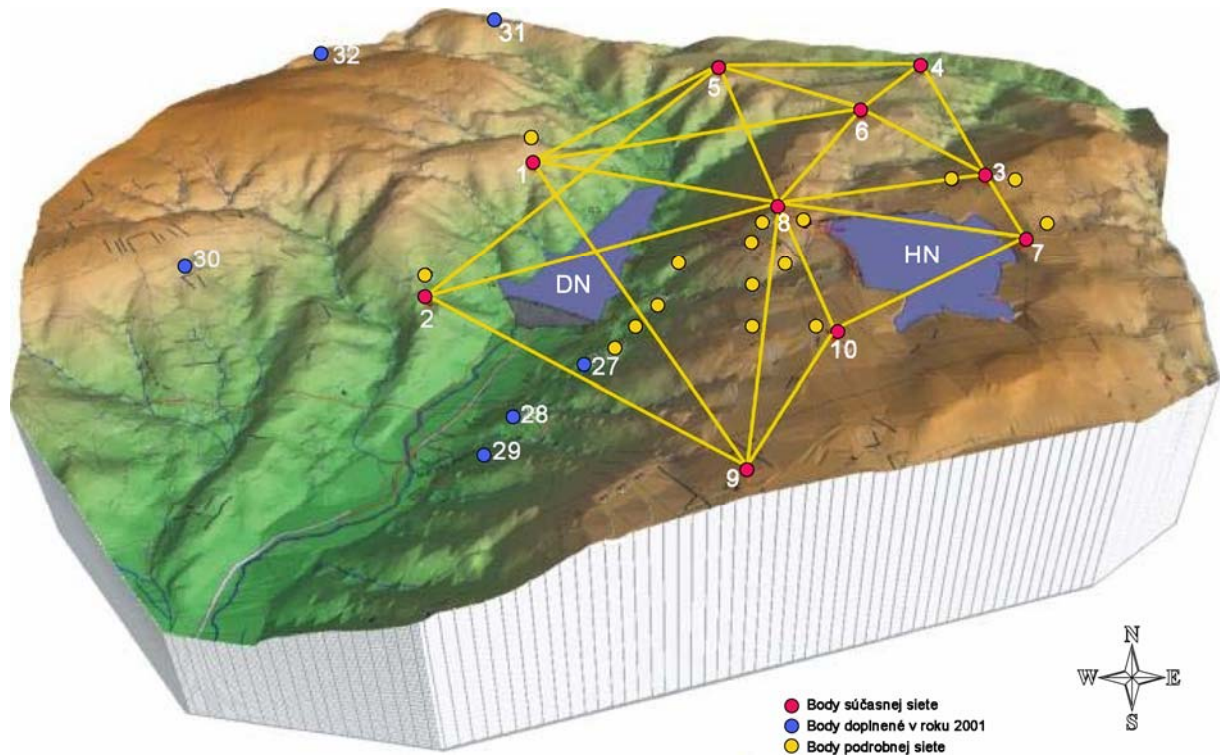 31
32
5
4
6
1
3
8
30
DN
HN
7
2
10
27
28
29
9
N
W E
S
Body súčasnej siete
Body doplnené v roku 2001
Body podrobnej siete